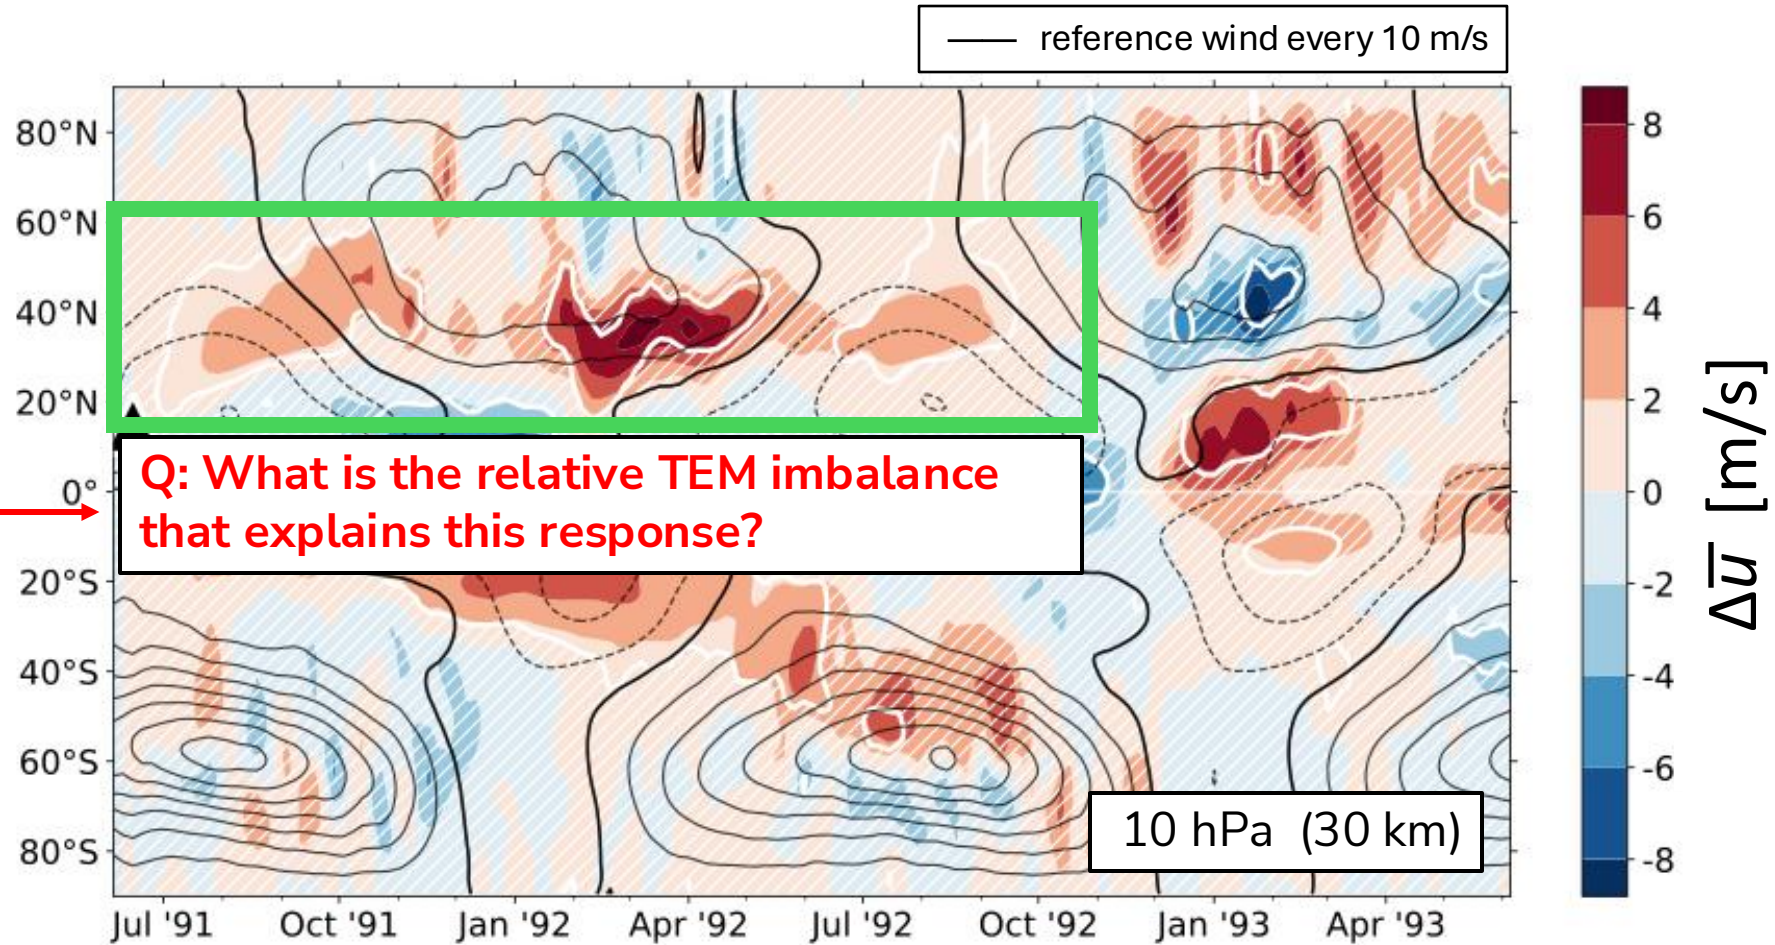 reference wind every 10 m/s
80°N
60°N
40°N
20°N
0°
20°S
40°S
60°S
80°S
Q: What is the relative TEM imbalance
that explains this response?
10 hPa (30 km)
Jul '91
Oct '91
Jan '92
Apr '92
Jul '92
Oct '92
Jan '93
Apr '93
8
6
4
2
0
-2
-4
-6
-8
Δu̅ [m/s]